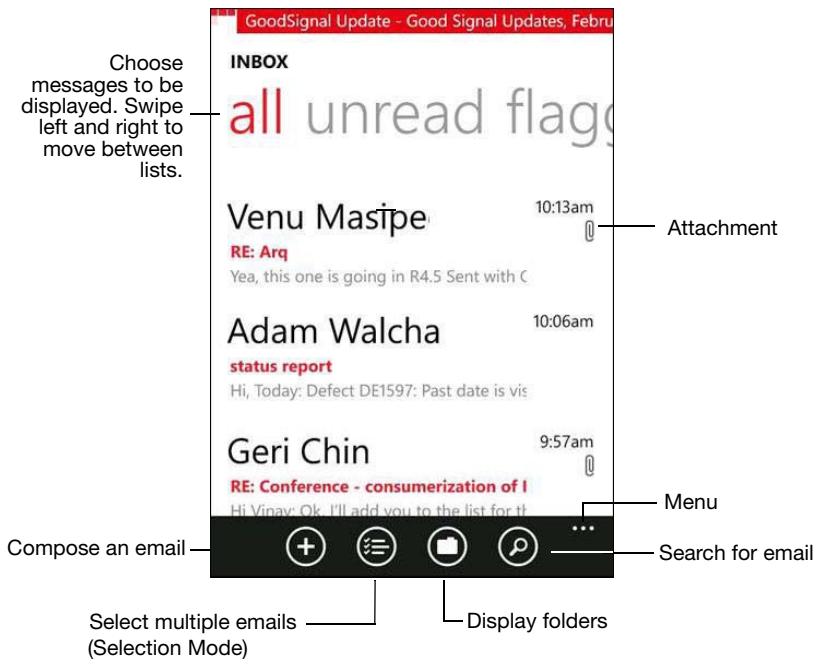 GoodSignal Update - Good Signal Updates, Febru
INBOX
all unread flagg
Choose
messages to be
displayed. Swipe
left and right to
move between
lists.
Venu Masipe
10:13am
Attachment
RE: Arq
Yea, this one is going in R4.5 Sent with
Adam Walcha
10:06am
status report
Hi, Today: Defect DE1597: Past date is vis
Geri Chin
9:57am
RE: Conference - consumerization of I
Hi Vinay: Ok, I'll add you to the list for th
Menu
Compose an email
Search for email
Select multiple emails
(Selection Mode)
Display folders